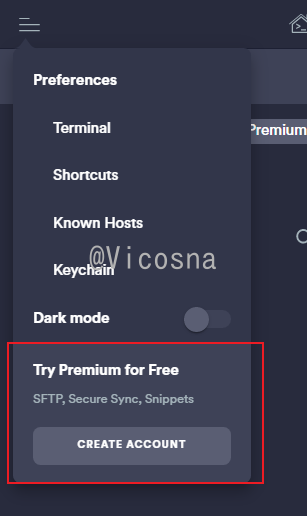 Preferences
Terminal
Premium
Shortcuts
Known Hosts
@Vicosna
Keychain
Dark mode
Try Premium for Free
SFTP, Secure Sync, Snippets
CREATE ACCOUNT